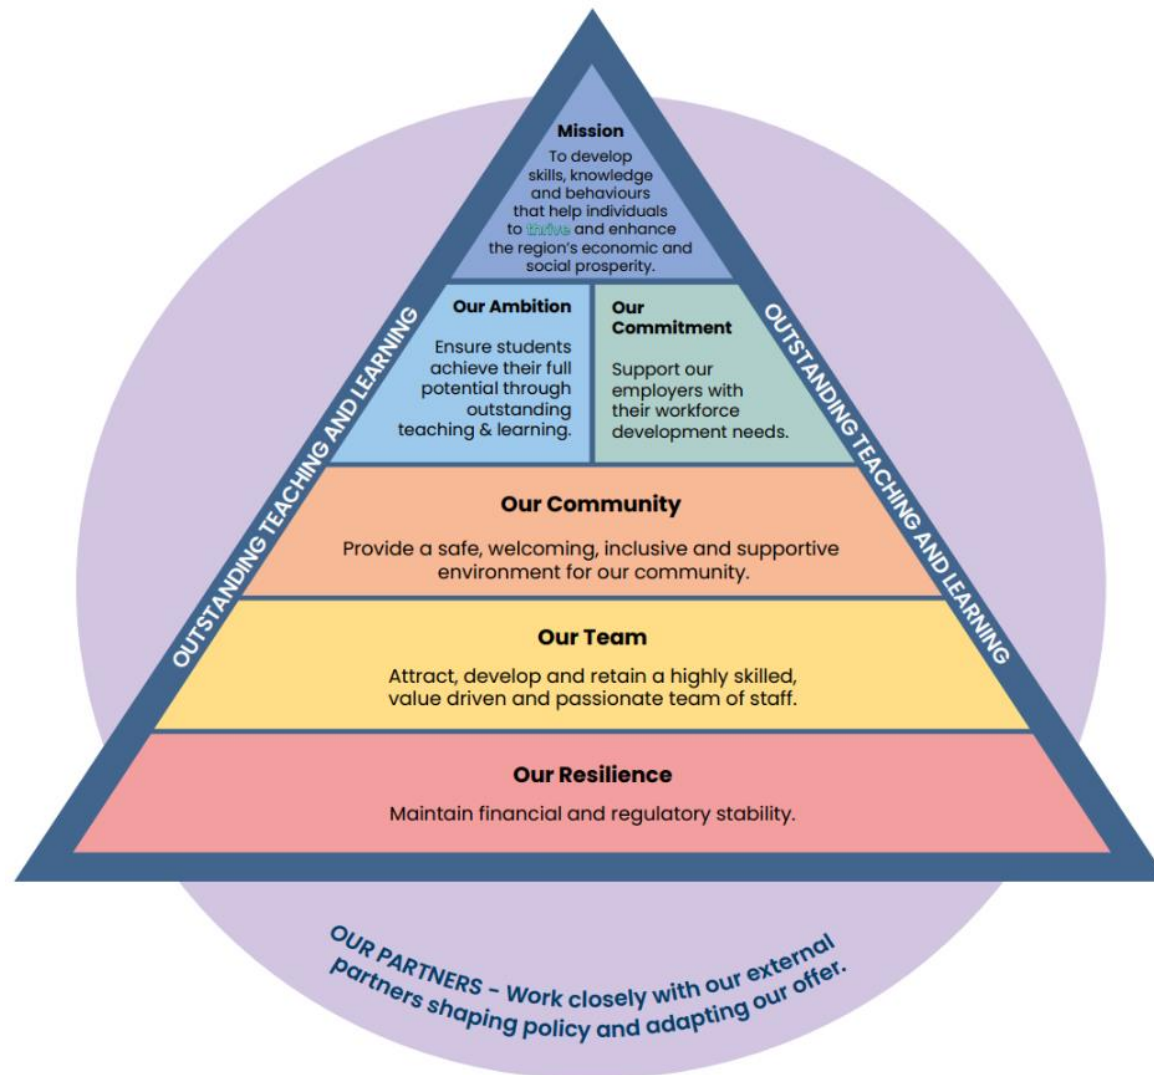 Mission
To develop
skills, knowledge
and behaviours
that help individuals
to thrive and enhance
the region's economic and
social prosperity.
OUTSTANDING TEACHING AND LEARNING
OUTSTANDING TEACHING AND LEARNING
Our Ambition
Ensure students
achieve their full
potential through
outstanding
teaching & learning.
Our
Commitment
Support our
employers with
their workforce
development needs.
Our Community
Provide a safe, welcoming, inclusive and supportive
environment for our community.
Our Team
Attract, develop and retain a highly skilled,
value driven and passionate team of staff.
Our Resilience
Maintain financial and regulatory stability.
OUR PARTNERS - Work closely with our external
partners shaping policy and adapting our offer.